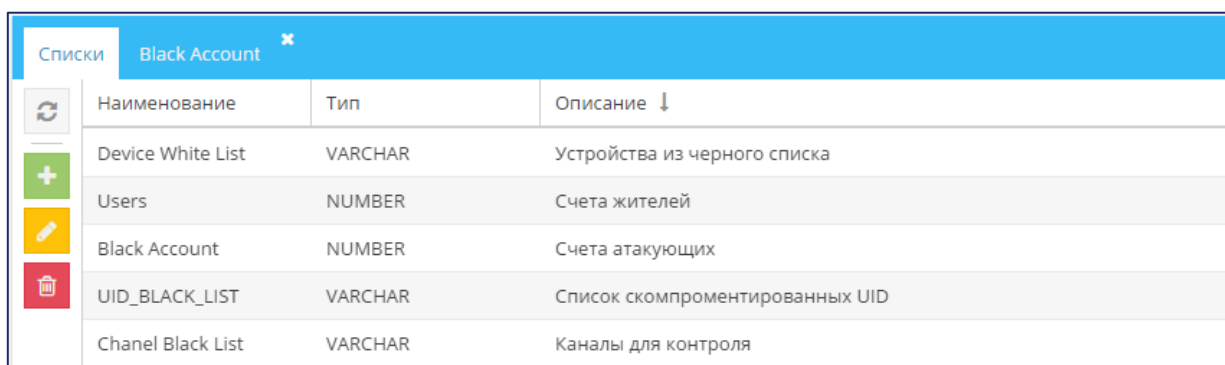 Списки Black Account
Наименование Тип Описание
Device White List VARCHAR Устройства из черного списка
Users NUMBER Счета жителей
Black Account NUMBER Счета атакующих
UID_BLACK_LIST VARCHAR Список скомпроментированных UID
Chanel Black List VARCHAR Каналы для контроля